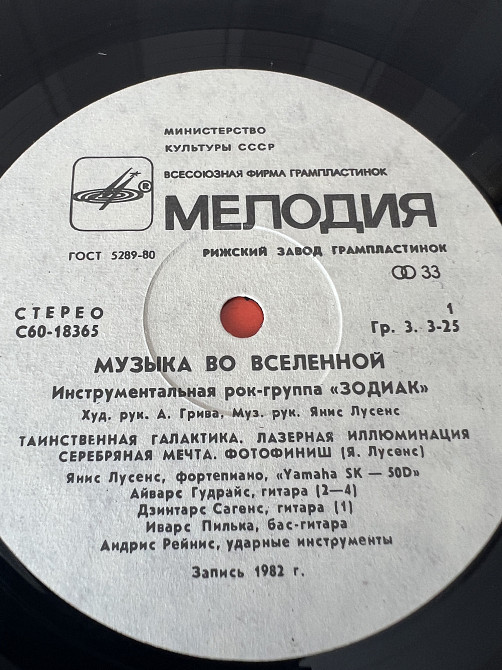 МИНИСТЕРСТВО
КУЛЬТУРЫ СССР
ВСЕСОЮЗНАЯ ФИРМА ГРАМПЛАСТИНОК
®
МЕЛОДИЯ
ГОСТ 5289-80 РИЖСКИЙ ЗАВОД ГРАМПЛАСТИНОК
33
СТЕРЕО 1
С60-18365 Гр. 3. 3-25
МУЗЫКА ВО ВСЕЛЕННОЙ
Инструментальная рок-группа «ЗОДИАК»
Худ. рук. А. Грива. Муз. рук. Янис Лусенс
ТАИНСТВЕННАЯ ГАЛАКТИКА. ЛАЗЕРНАЯ ИЛЛЮМИНАЦИЯ
СЕРЕБРЯНАЯ МЕЧТА. ФОТОФИНИШ (Я. Лусенс)
Янис Лусенс, фортепиано, «Yamaha SK — 50D»
Айварс Гудрайс, гитара (2—4)
Дзинтарс Сагенс, гитара (1)
Иварс Пилька, бас-гитара
Андрис Рейнис, ударные инструменты
Запись 1982 г.